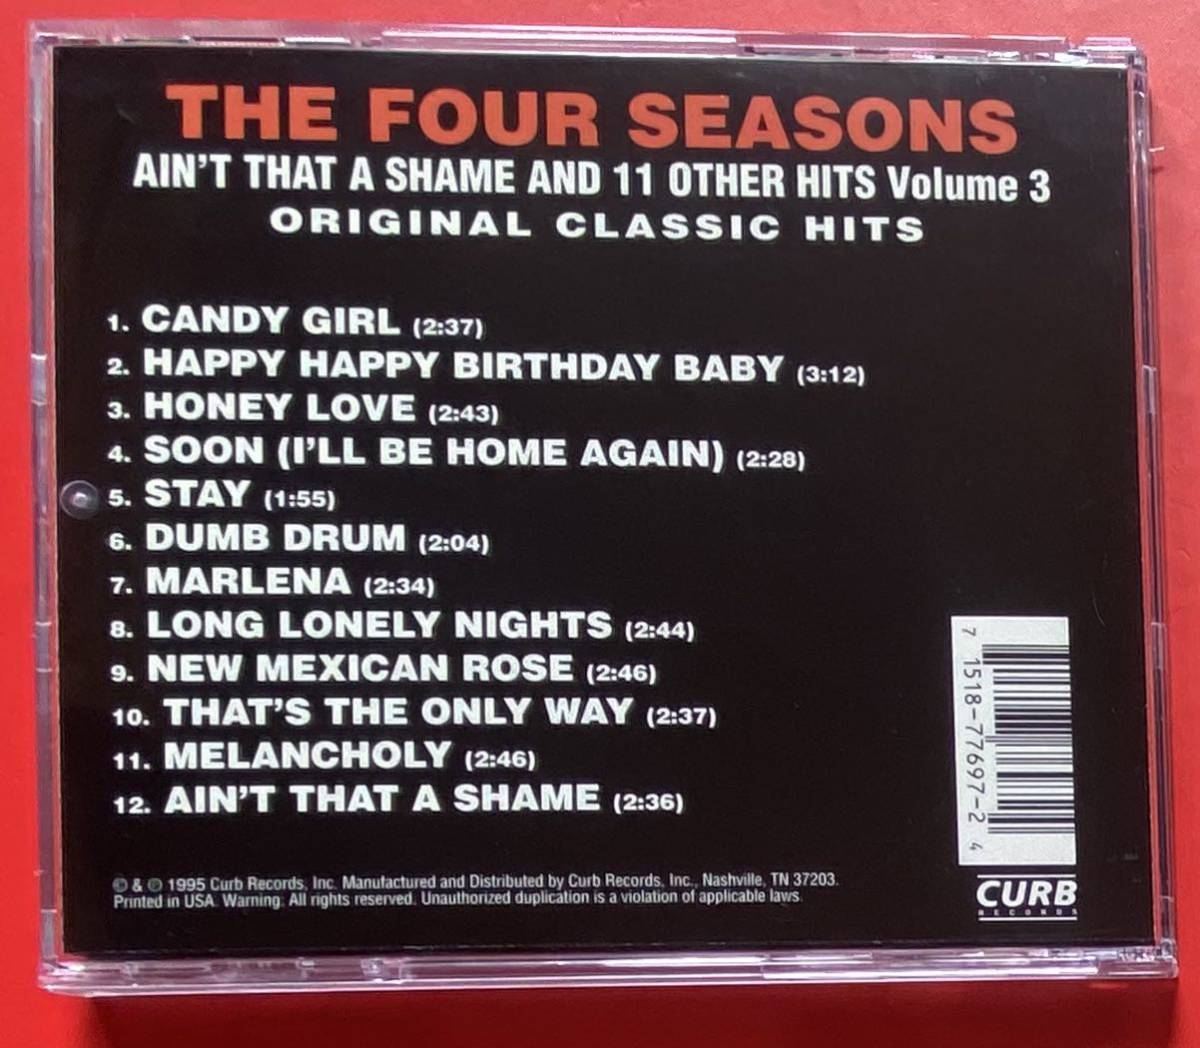 THE FOUR SEASONS
AIN'T THAT A SHAME AND 11 OTHER HITS Volume 3
ORIGINAL CLASSIC HITS
1. CANDY GIRL (2:37)
2. HAPPY HAPPY BIRTHDAY BABY (3:12)
3. HONEY LOVE (2:43)
4. SOON (I'LL BE HOME AGAIN) (2:28)
5. STAY (1:55)
6. DUMB DRUM (2:04)
7. MARLENA (2:34)
8. LONG LONELY NIGHTS (2:44)
9. NEW MEXICAN ROSE (2:46)
10. THAT'S THE ONLY WAY (2:37)
11. MELANCHOLY (2:46)
12. AIN'T THAT A SHAME (2:36)
7 1518-77697-2 4
© & ℗ 1995 Curb Records, Inc. Manufactured and Distributed by Curb Records, Inc., Nashville, TN 37203.
Printed in USA. Warning: All rights reserved. Unauthorized duplication is a violation of applicable laws.
CURB
RECORDS